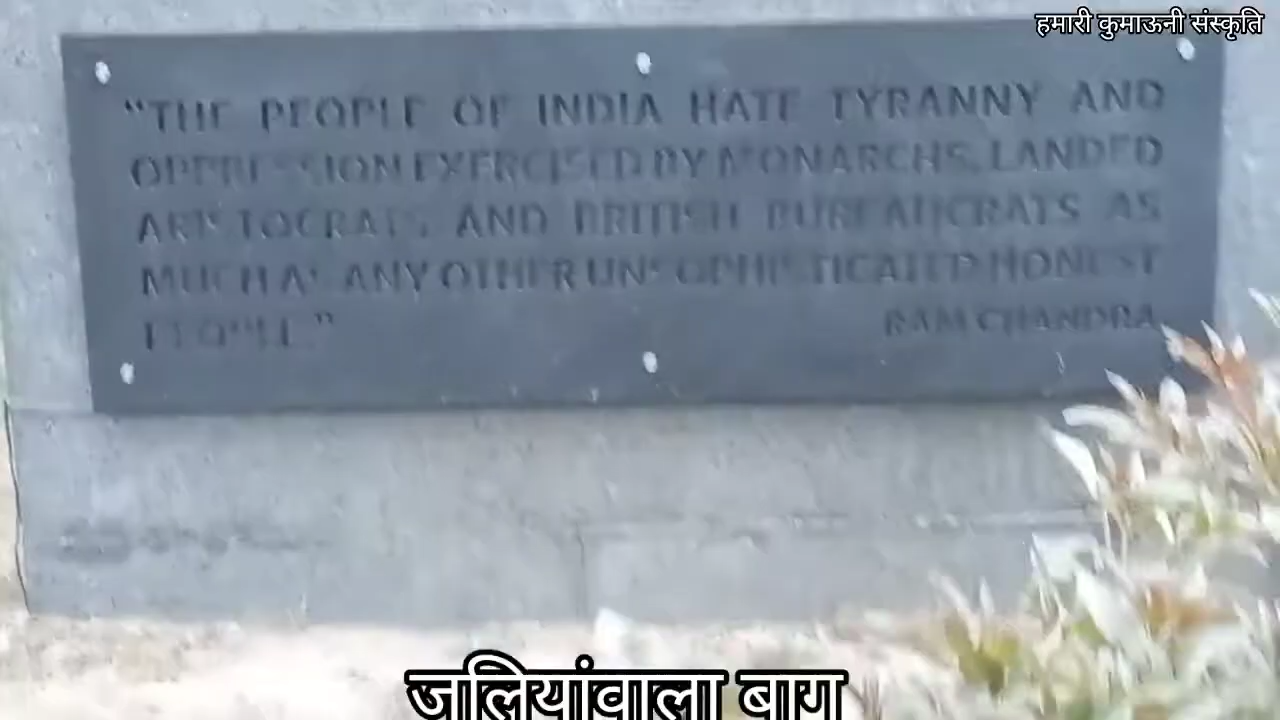 हमारी कुमाऊनी संस्कृति
“THE PEOPLE OF INDIA HATE TYRANNY AND
OPPRESSION EXERCISED BY MONARCHS, LANDED
ARISTOCRATS, AND BRITISH BUREAUCRATS AS
MUCH AS ANY OTHER UNSOPHISTICATED HONEST
PEOPLE.”
RAM CHANDRA
जलियांवाला बाग